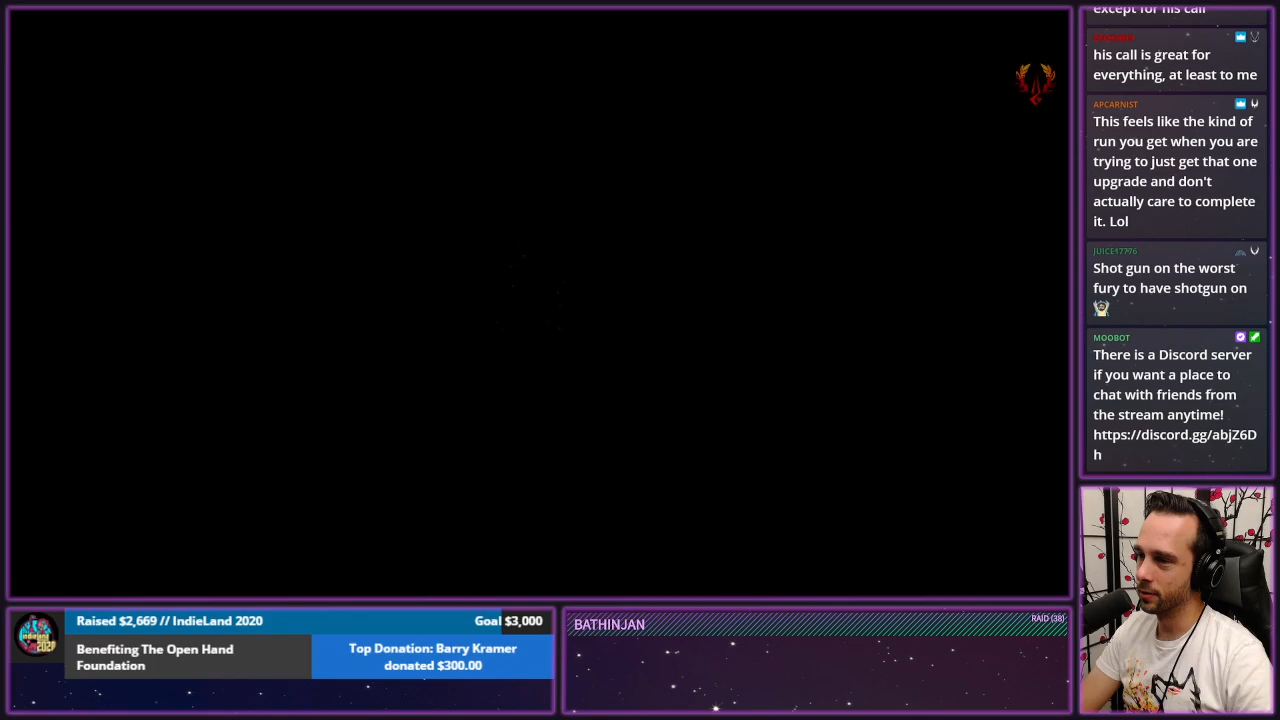 except for his call
his call is great for
everything, at least to me
APCARNIST
This feels like the kind of
run you get when you are
trying to just get that one
upgrade and don't
actually care to complete
it. Lol
JUICE17776
Shot gun on the worst
fury to have shotgun on
MOOBOT
There is a Discord server
if you want a place to
chat with friends from
the stream anytime!
https://discord.gg/abjZ6D
h
Raised $2,669 // IndieLand 2020
Goal $3,000
Benefiting The Open Hand
Foundation
Top Donation: Barry Kramer
donated $300.00
BATHINJAN
RAID (38)